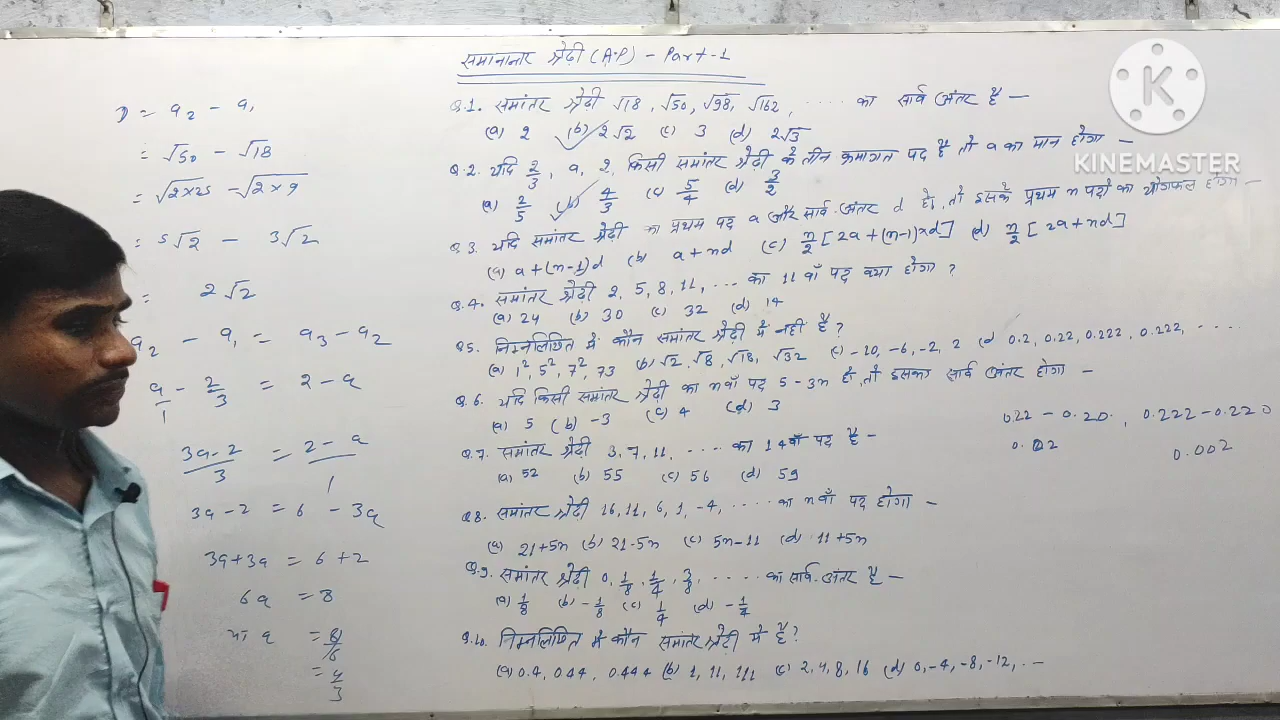 समानान्तर श्रेढ़ी (A.P) - Part-1
D = a₂ - a₁
= √50 - √18
= √2×25 - √2×9
= 5√2 - 3√2
= 2√2
a₂ - a₁ = a₃ - a₂
a/1 - 2/3 = 2 - a
3a-2/3 = 2-a/1
3a - 2 = 6 - 3a
3a+3a = 6+2
6a = 8
a = 8/6
= 4/3
Q.1. समांतर श्रेढ़ी √18, √50, √98, √162, ..... का सार्व अंतर है —
(a) 2 (b) 2√2 (c) 3 (d) 2√3
Q.2. यदि 2/3, a, 2, किसी समांतर श्रेढ़ी के तीन क्रमागत पद है तो a का मान होगा —
(a) 2/5 (b) 4/3 (c) 5/4 (d) 3/2
Q.3. यदि समांतर श्रेढ़ी का प्रथम पद a और सार्व-अंतर d हो, तो इसके प्रथम n पदों का योगफल होगा —
(a) a+(n-1)d (b) a+nd (c) n/2[2a+(n-1)xd] (d) n/2[2a+nd]
Q.4. समांतर श्रेढ़ी 2, 5, 8, 11, ... का 11 वाँ पद क्या होगा ?
(a) 24 (b) 30 (c) 32 (d) 14
Q5. निम्नलिखित में कौन समांतर श्रेढ़ी में नहीं है ?
(a) 1², 5², 7², 73 (b) √2, √8, √18, √32 (c) -10, -6, -2, 2 (d) 0.2, 0.22, 0.222, 0.222, ....
Q.6. यदि किसी समांतर श्रेढ़ी का nवाँ पद 5-3n हो, तो इसका सार्व अंतर होगा —
(a) 5 (b) -3 (c) 4 (d) 3
0.22 - 0.20, 0.222-0.220
0.02 0.002
Q.7. समांतर श्रेढ़ी 3, 7, 11, ..... का 14वाँ पद है —
(a) 52 (b) 55 (c) 56 (d) 59
Q8. समांतर श्रेढ़ी 16, 11, 6, 1, -4, ..... का nवाँ पद होगा —
(a) 21+5n (b) 21-5n (c) 5n-11 (d) 11+5n
Q.9. समांतर श्रेढ़ी 0, 1/8, 1/4, 3/8, ..... का सार्व-अंतर है —
(a) 1/8 (b) -1/8 (c) 1/4 (d) -1/4
Q.10. निम्नलिखित में कौन समांतर श्रेढ़ी में है ?
(a) 0.4, 0.44, 0.444 (b) 1, 11, 111 (c) 2, 4, 8, 16 (d) 0, -4, -8, -12, ...
K
KINEMASTER